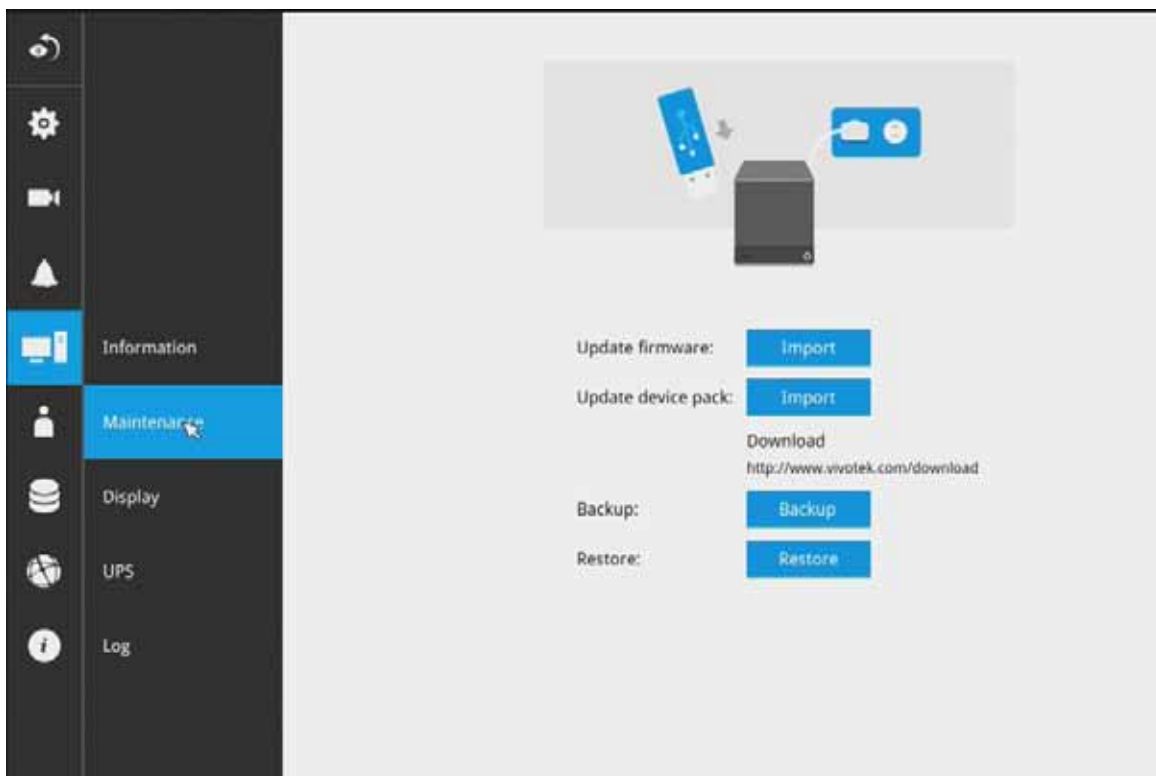 Information
Maintenance
Display
UPS
Log
Update firmware: Import
Update device pack: Import
Download
http://www.vivotek.com/download
Backup: Backup
Restore: Restore